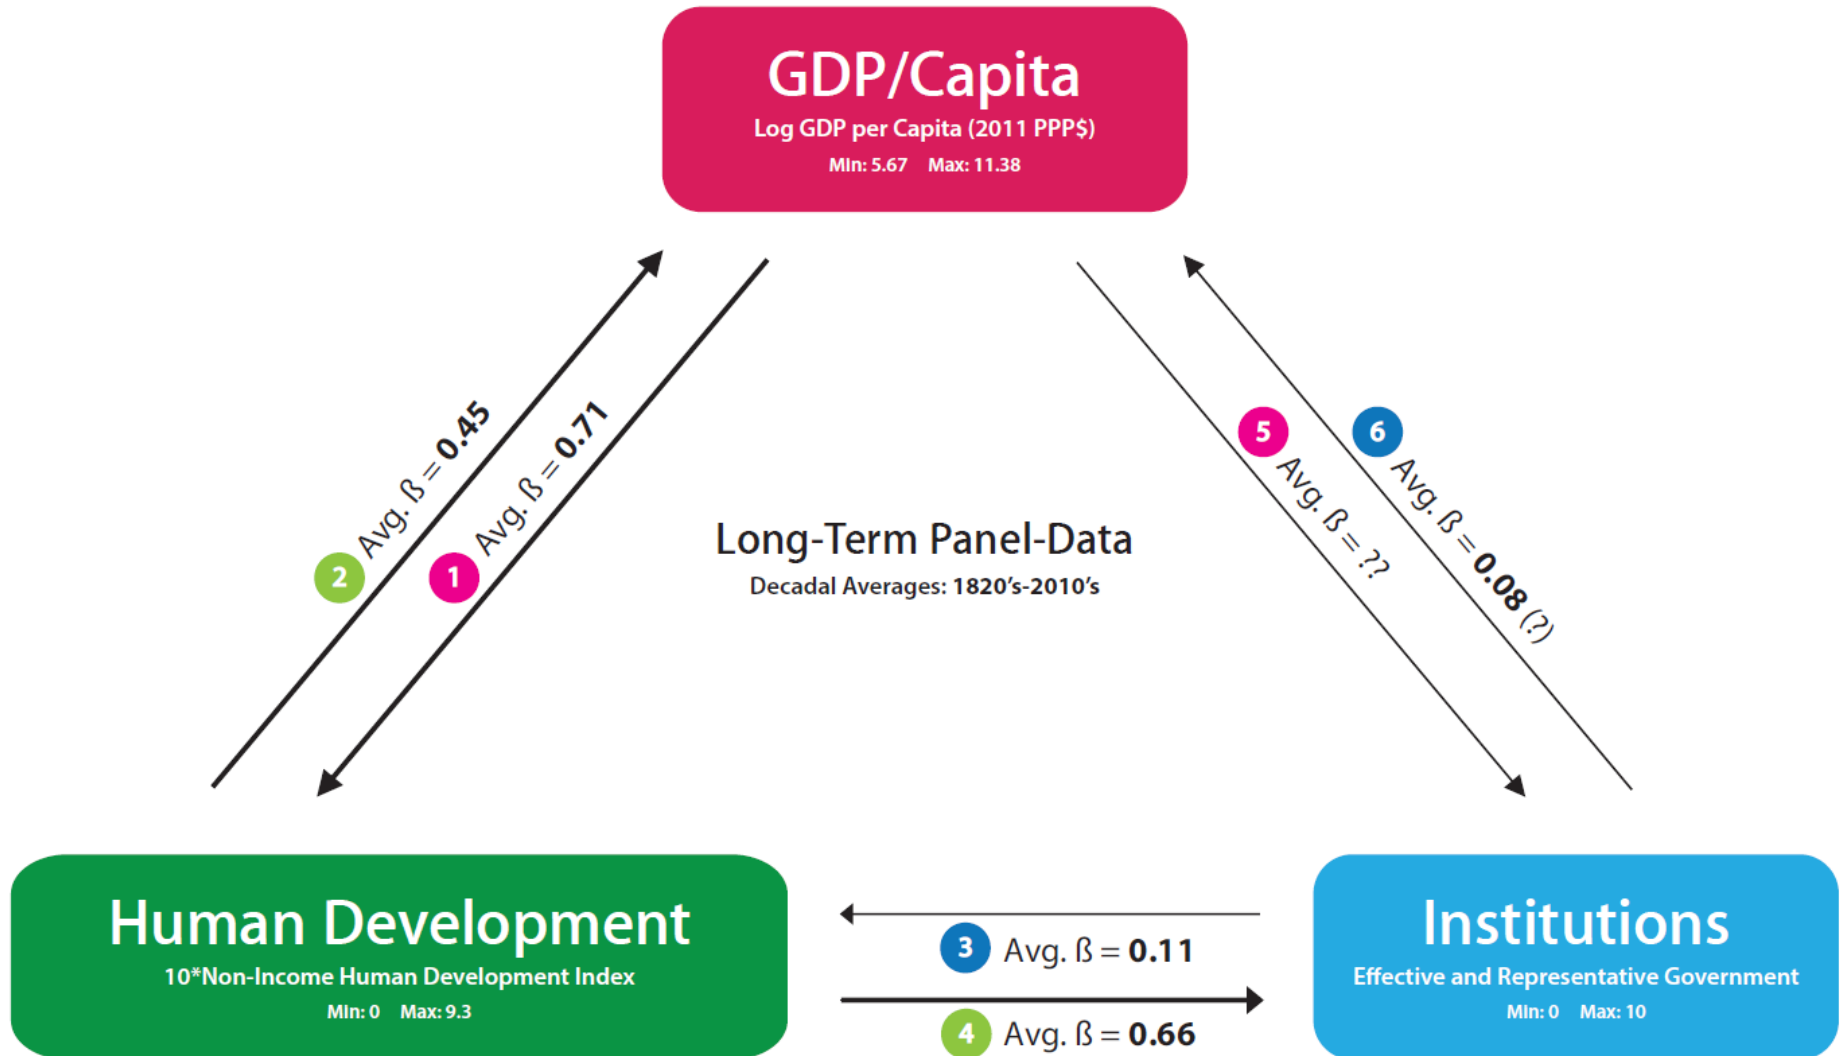 GDP/Capita
Log GDP per Capita (2011 PPP$)
Min: 5.67 Max: 11.38
2 Avg. ß = 0.45
1 Avg. ß = 0.71
5 Avg. ß = ??
6 Avg. ß = 0.08 (?)
Long-Term Panel-Data
Decadal Averages: 1820's-2010's
Human Development
10*Non-Income Human Development Index
Min: 0 Max: 9.3
3 Avg. ß = 0.11
4 Avg. ß = 0.66
Institutions
Effective and Representative Government
Min: 0 Max: 10